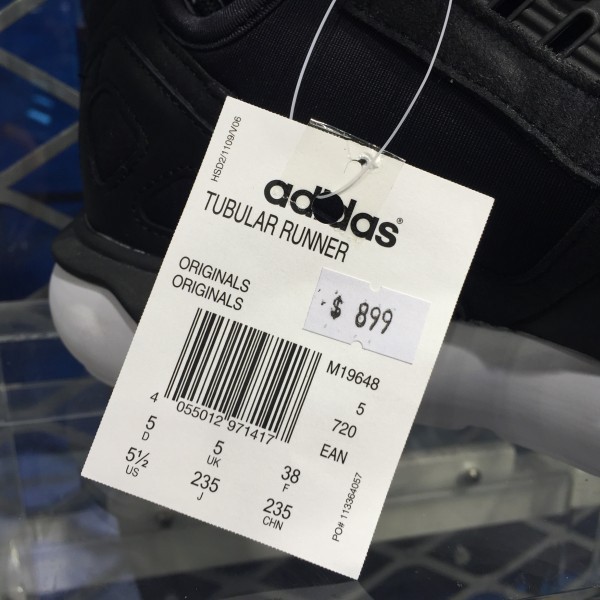 HSD2/1109/V06
adidas®
TUBULAR RUNNER
ORIGINALS
ORIGINALS
$ 899
M19648
5
720
EAN
4 055012 971417
5 D
5 UK
38 F
5½ US
235 J
235 CHN
PO# 113364057